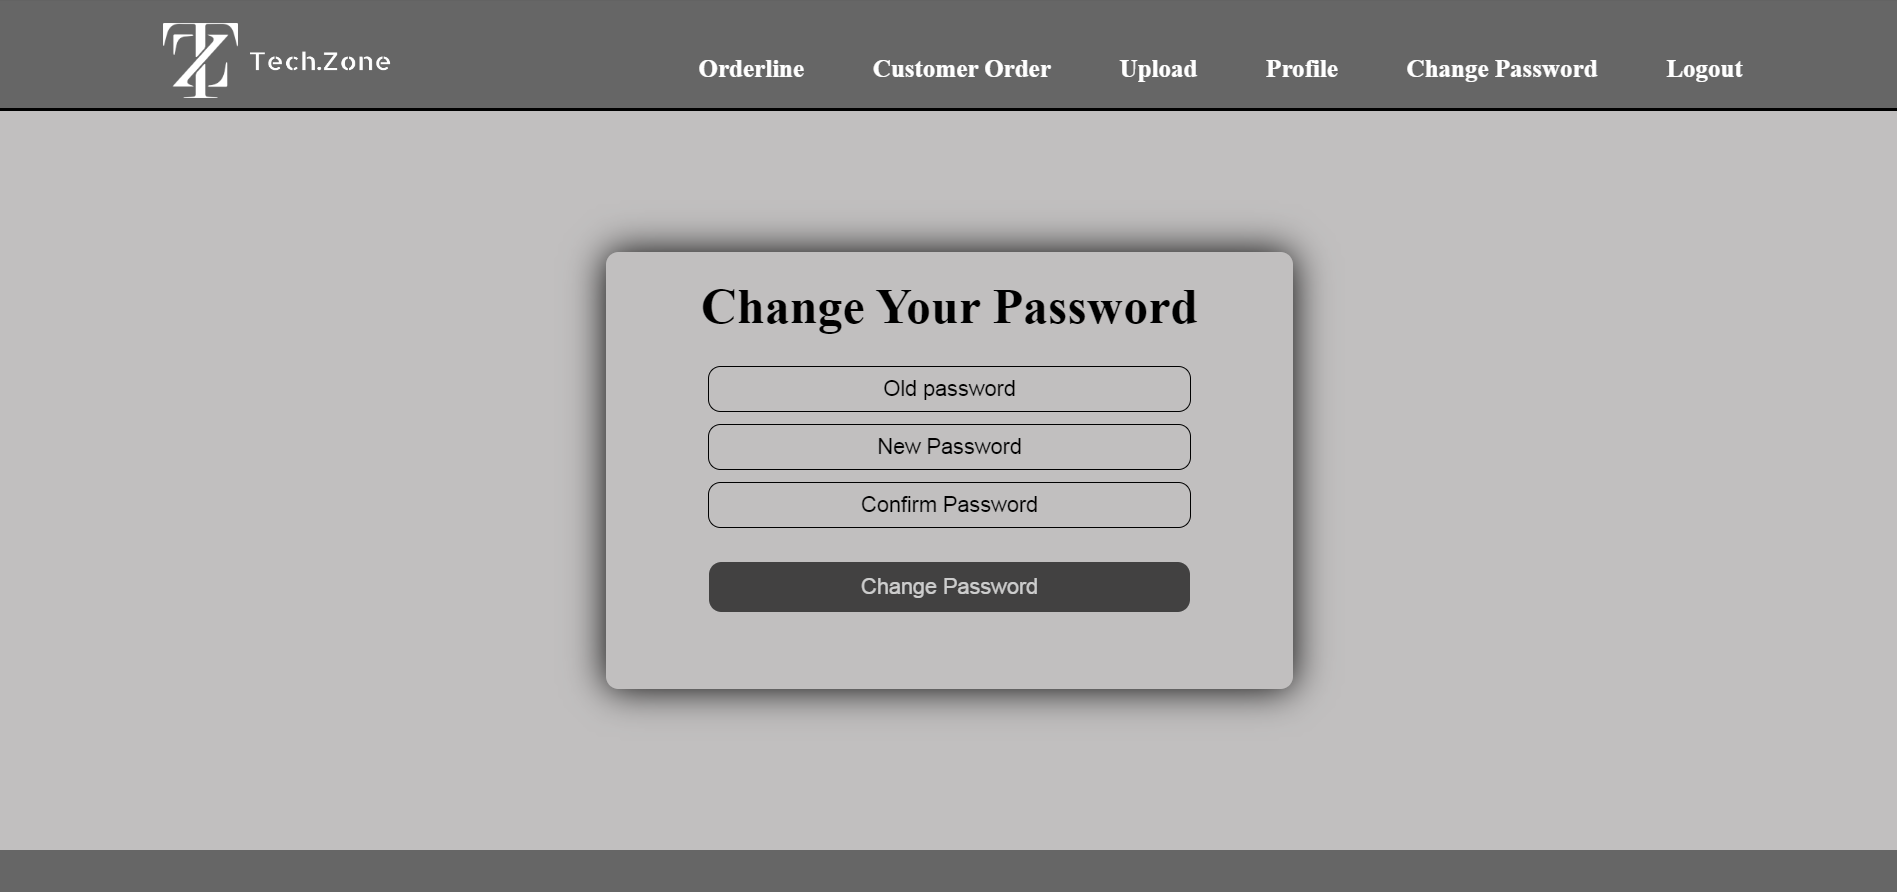 TZ Tech.Zone
Orderline Customer Order Upload Profile Change Password Logout
Change Your Password
Old password
New Password
Confirm Password
Change Password